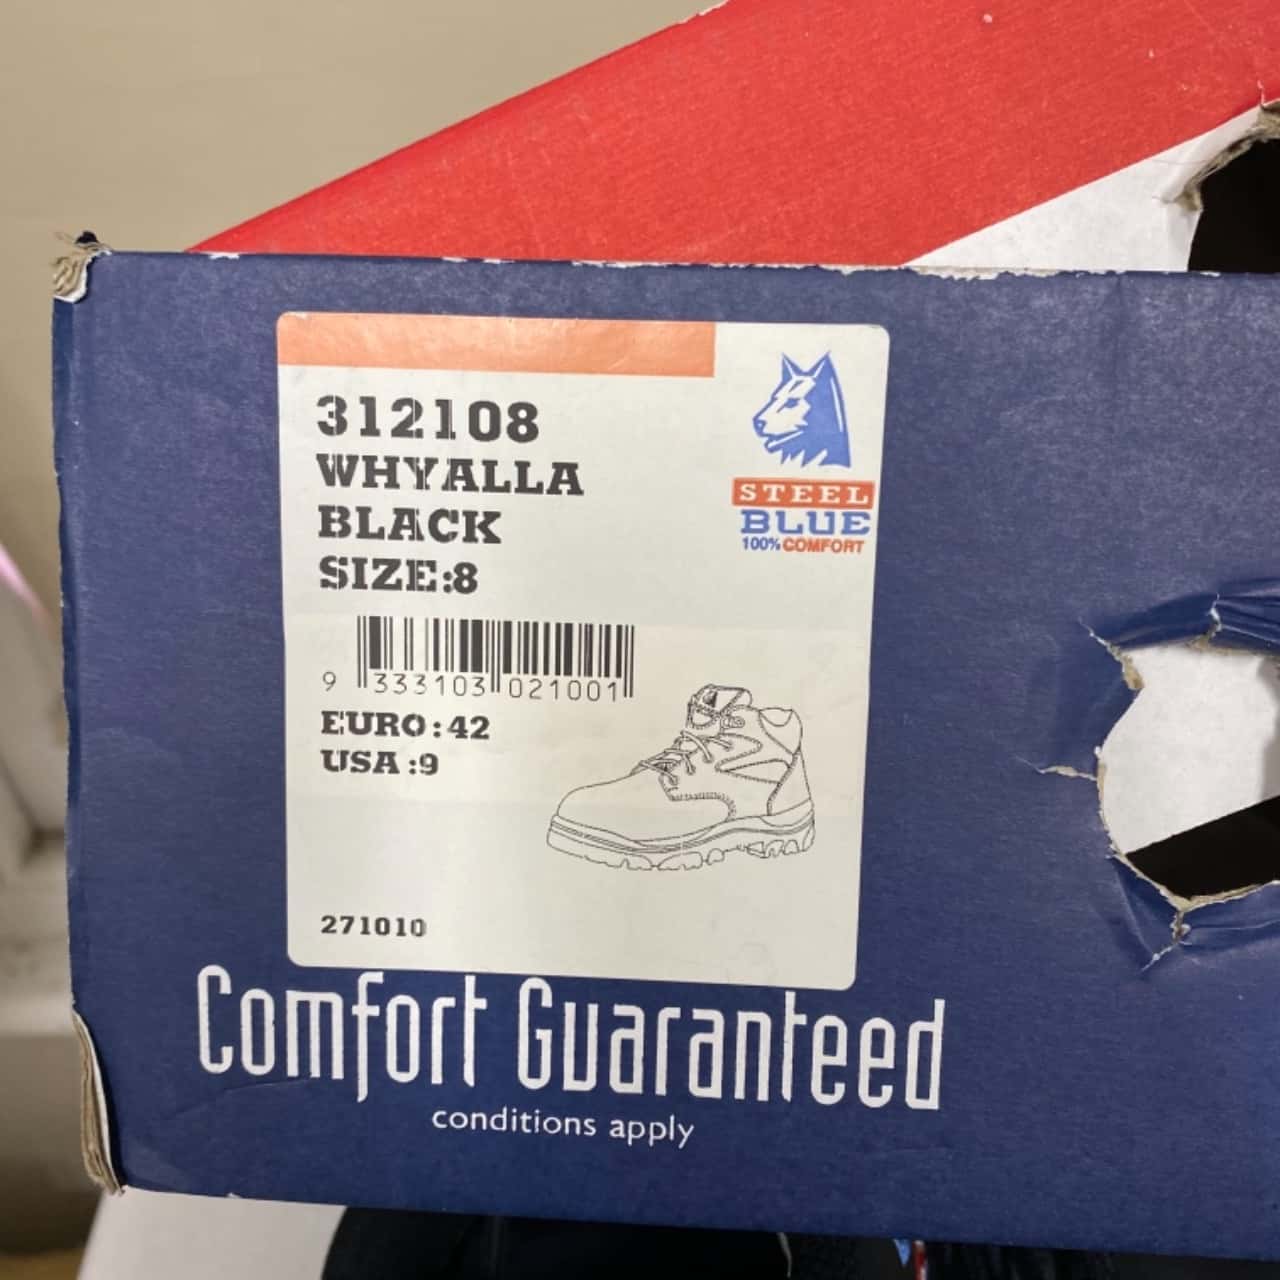 312108
WHYALLA
BLACK
SIZE:8
STEEL
BLUE
100% COMFORT
9 333103 021001
EURO:42
USA :9
271010
Comfort Guaranteed
conditions apply